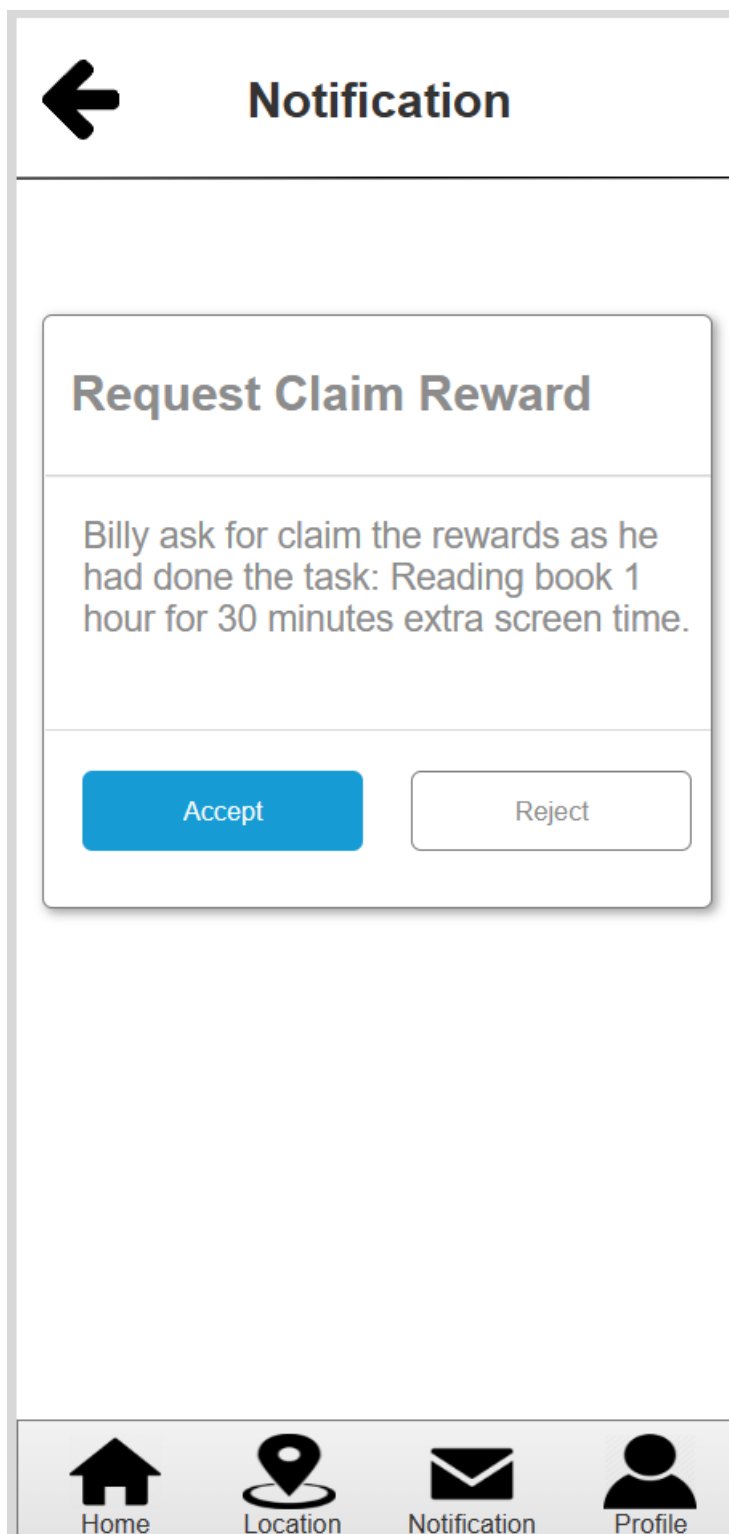 Notification
Request Claim Reward
Billy ask for claim the rewards as he
had done the task: Reading book 1
hour for 30 minutes extra screen time.
Accept
Reject
Home
Location
Notification
Profile